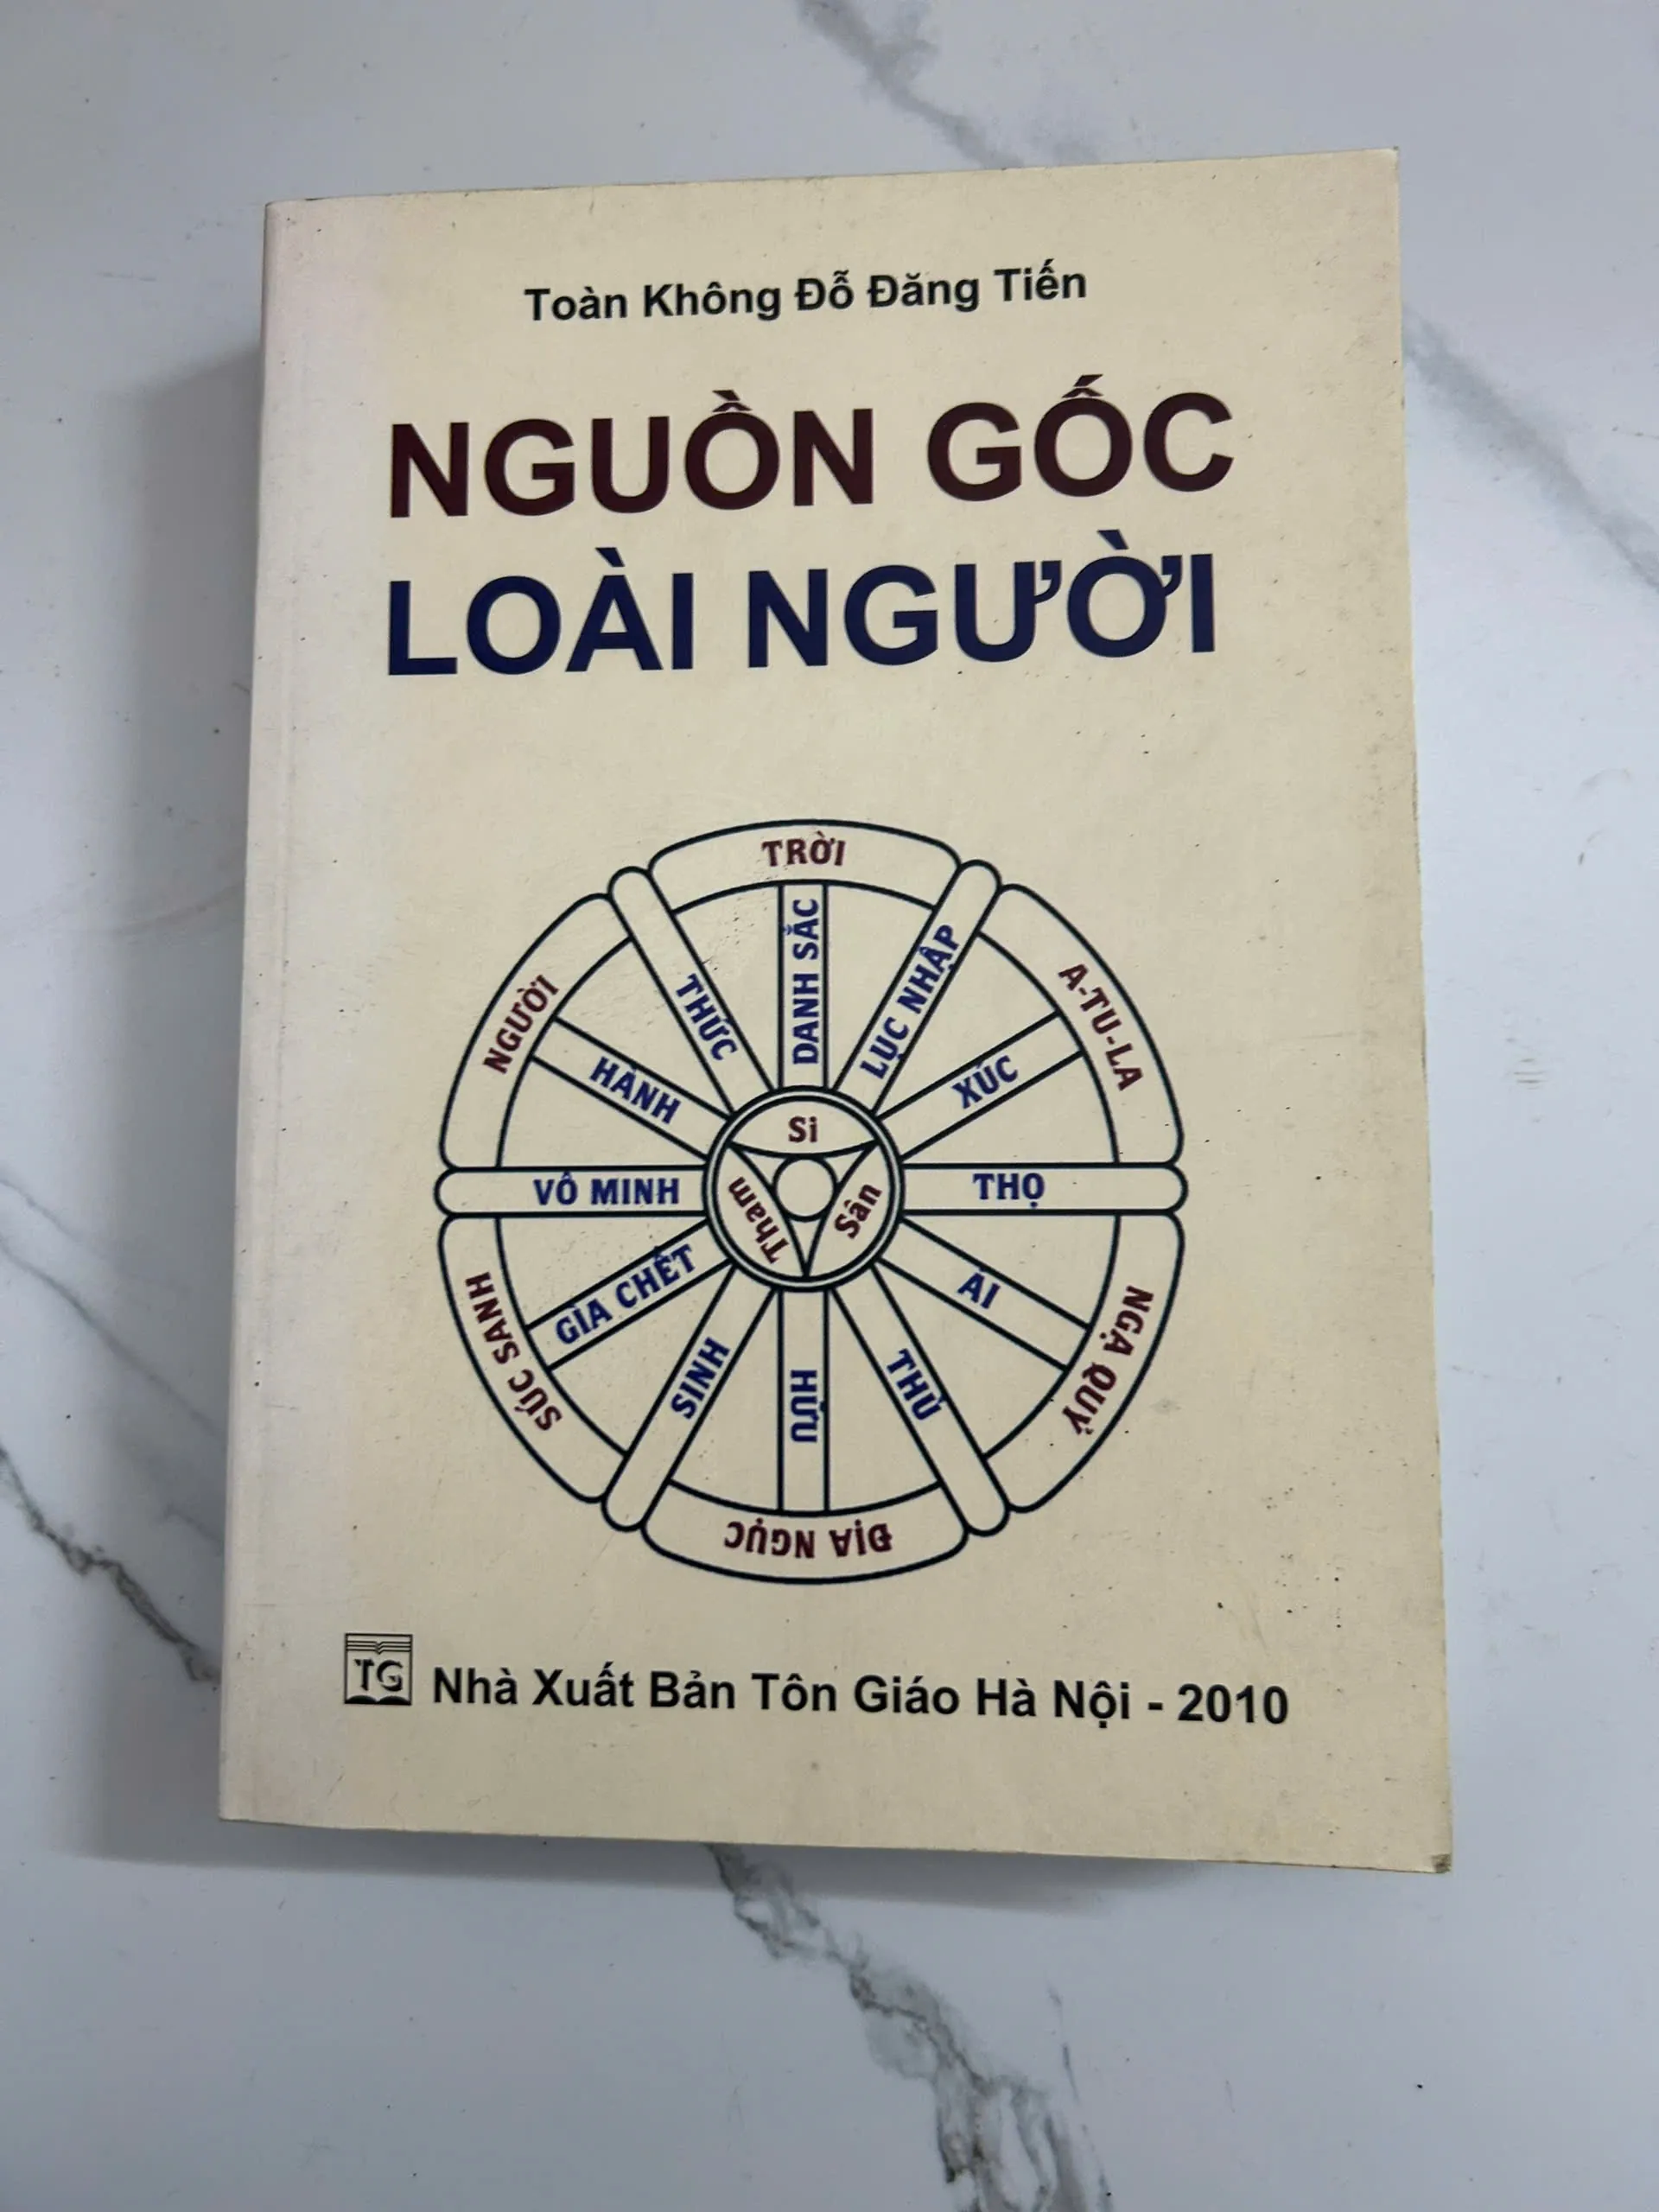 Toàn Không Đỗ Đăng Tiến
NGUỒN GỐC
LOÀI NGƯỜI
TRỜI
A-TU-LA
NGẠ QUỶ
ĐỊA NGỤC
SÚC SANH
NGƯỜI
VÔ MINH
HÀNH
THỨC
DANH SẮC
LỤC NHẬP
XÚC
THỌ
ÁI
THỦ
HỮU
SINH
GÌA CHẾT
Si
Sân
Tham
TG
Nhà Xuất Bản Tôn Giáo Hà Nội - 2010